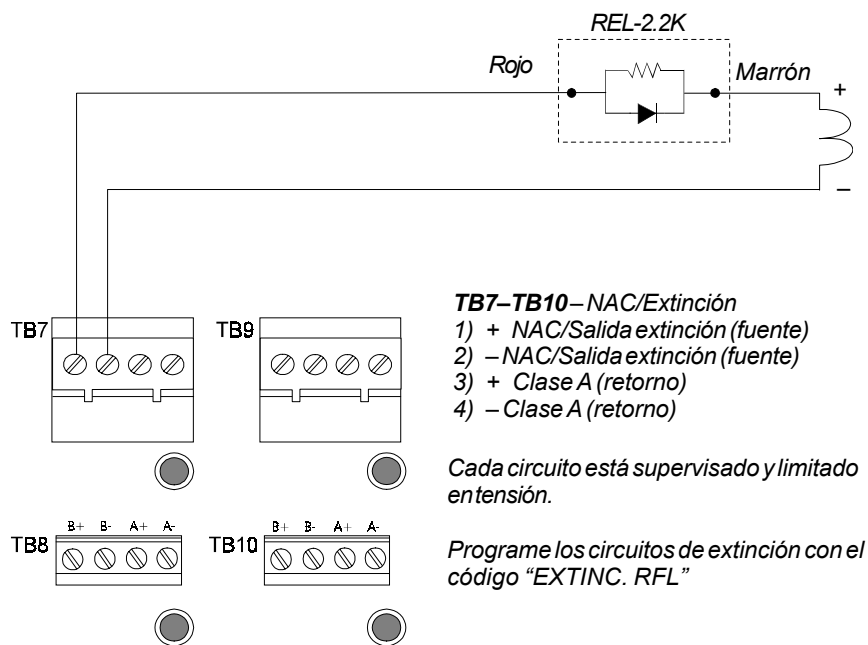 REL-2.2K
Rojo
Marrón
+
–
TB7
TB9
TB7–TB10 – NAC/Extinción
1) + NAC/Salida extinción (fuente)
2) – NAC/Salida extinción (fuente)
3) + Clase A (retorno)
4) – Clase A (retorno)
Cada circuito está supervisado y limitado
en tensión.
TB8
B+ B- A+ A-
TB10
B+ B- A+ A-
Programe los circuitos de extinción con el
código “EXTINC. RFL”